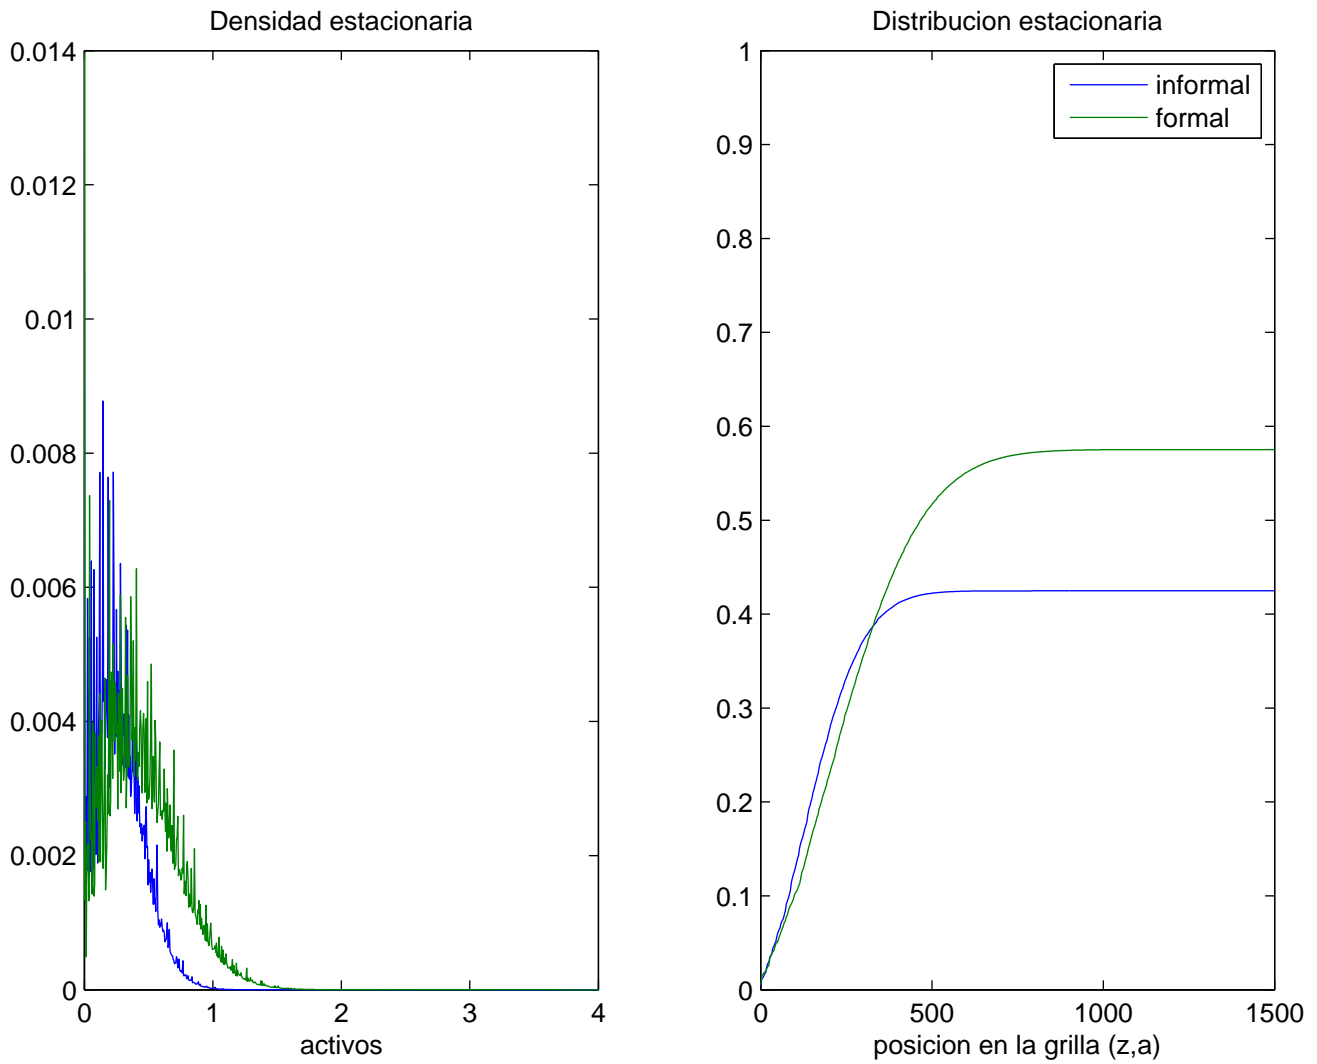 Densidad estacionaria
0.014
0.012
0.01
0.008
0.006
0.004
0.002
0
0 1 2 3 4
activos
Distribucion estacionaria
informal
formal
1
0.9
0.8
0.7
0.6
0.5
0.4
0.3
0.2
0.1
0
0 500 1000 1500
posicion en la grilla (z,a)